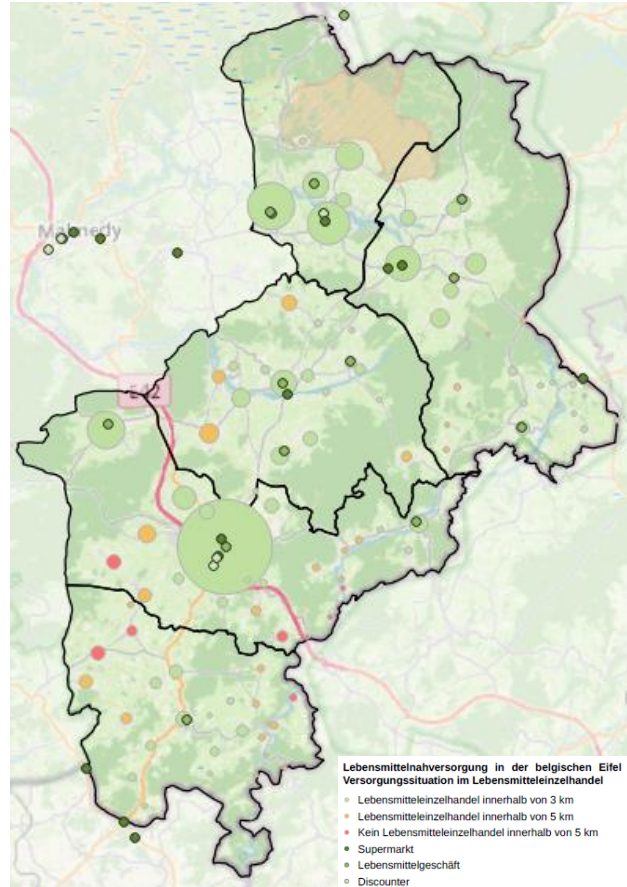 Malmedy
E42
Lebensmittelnahversorgung in der belgischen Eifel
Versorgungssituation im Lebensmitteleinzelhandel
Lebensmitteleinzelhandel innerhalb von 3 km
Lebensmitteleinzelhandel innerhalb von 5 km
Kein Lebensmitteleinzelhandel innerhalb von 5 km
Supermarkt
Lebensmittelgeschäft
Discounter